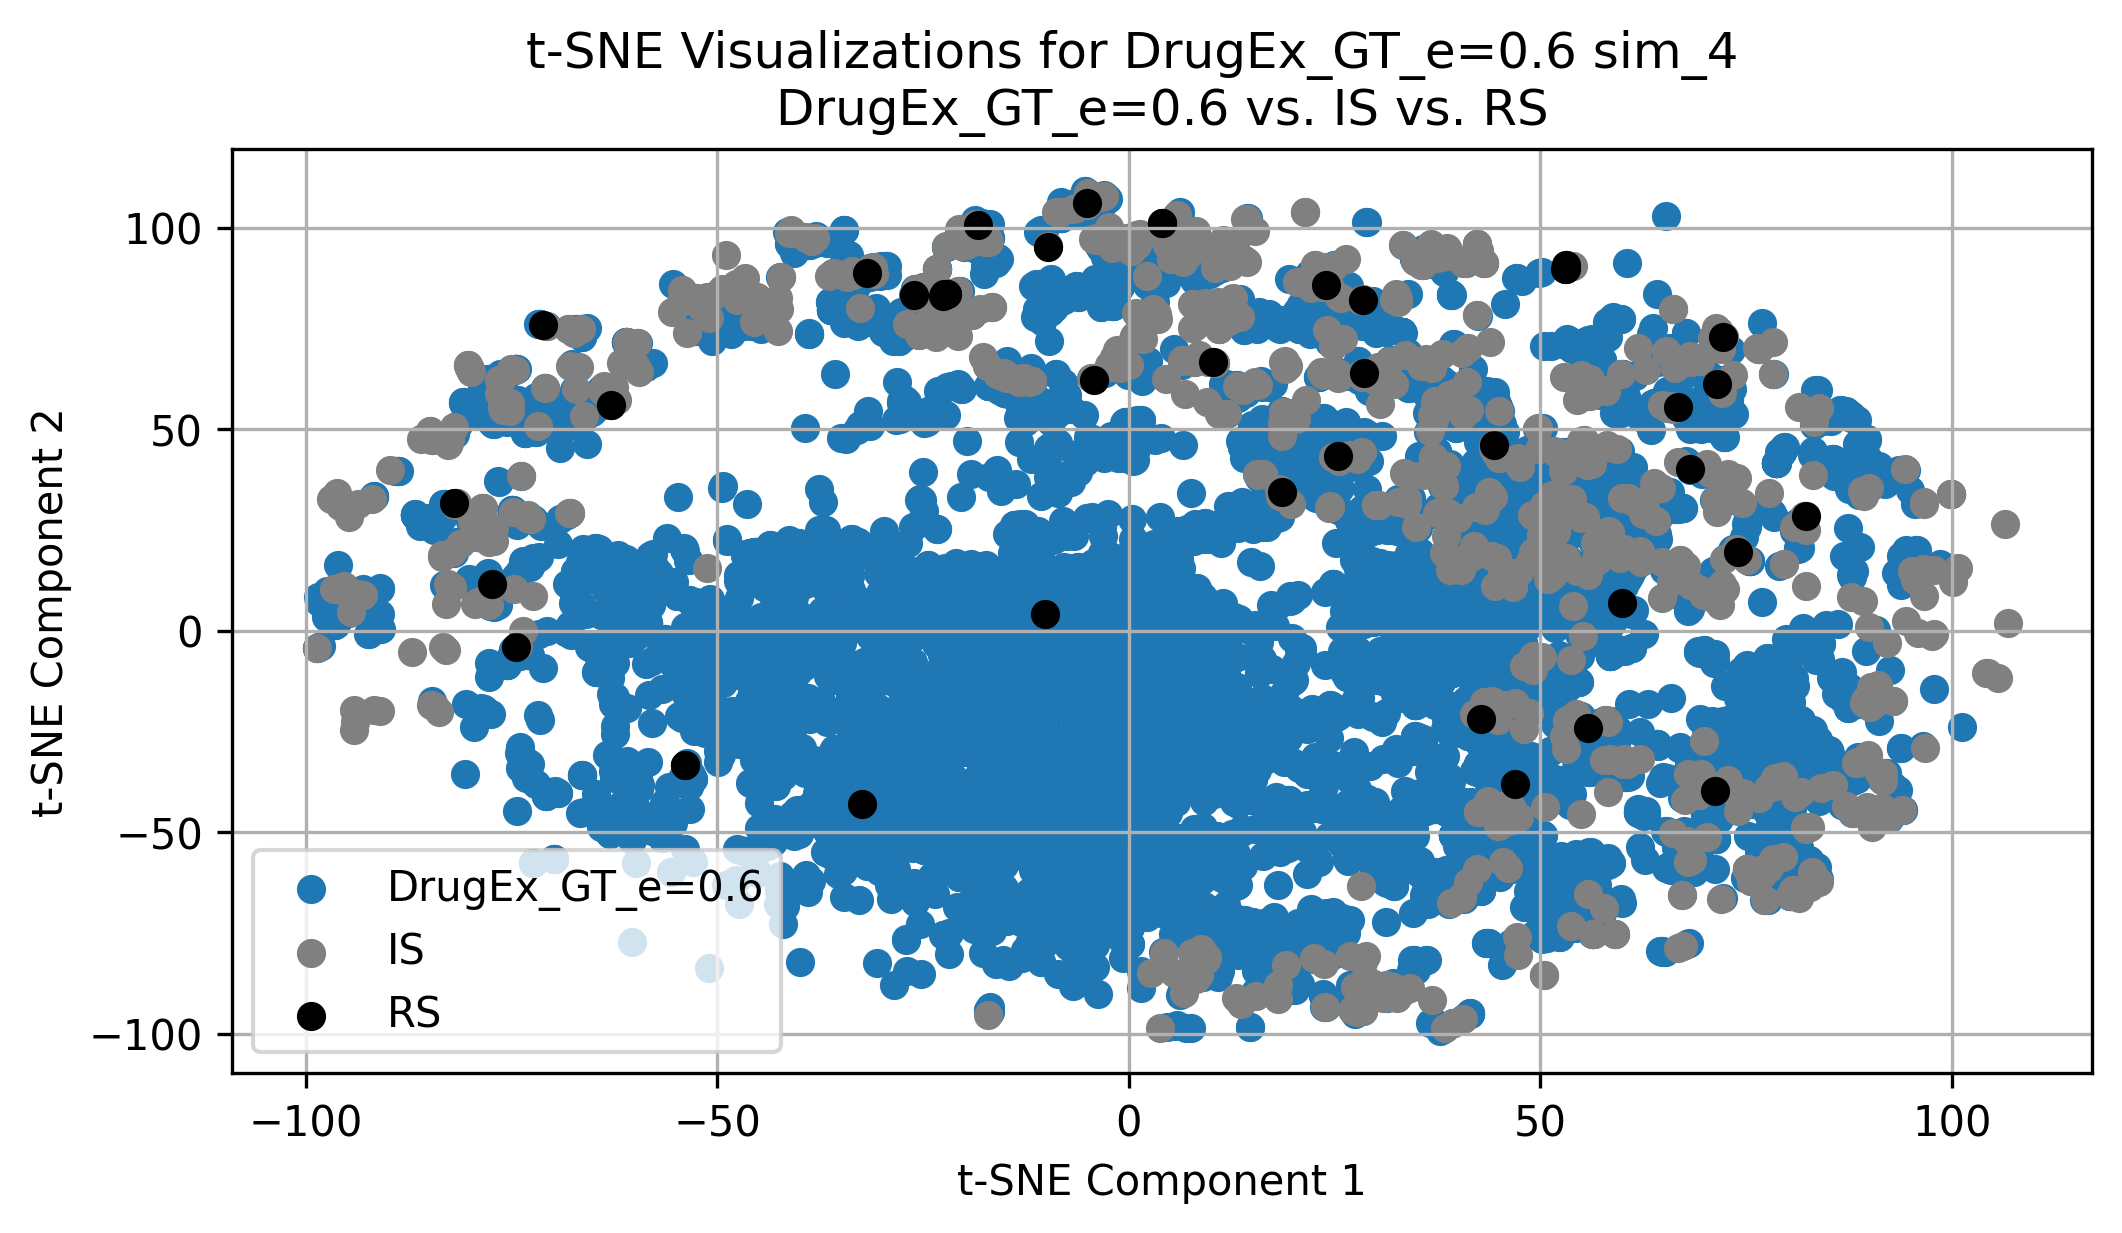 t-SNE Visualizations for DrugEx_GT_e=0.6 sim_4
DrugEx_GT_e=0.6 vs. IS vs. RS
t-SNE Component 2
100
50
0
−50
−100
DrugEx_GT_e=0.6
IS
RS
−100
−50
0
50
100
t-SNE Component 1